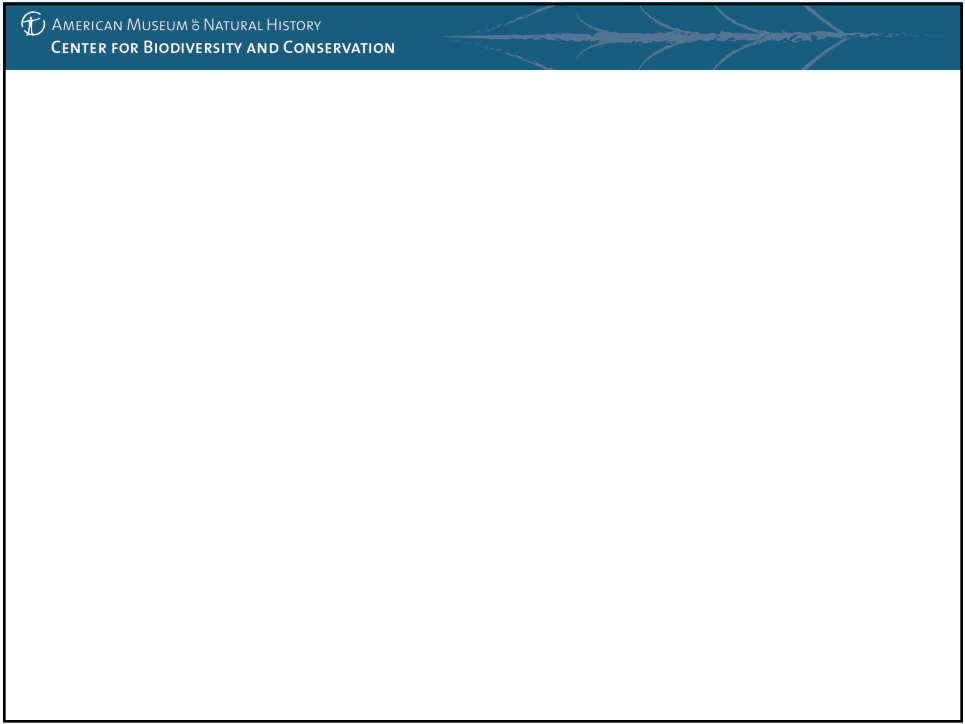 American Museum of Natural History
Center for Biodiversity and Conservation